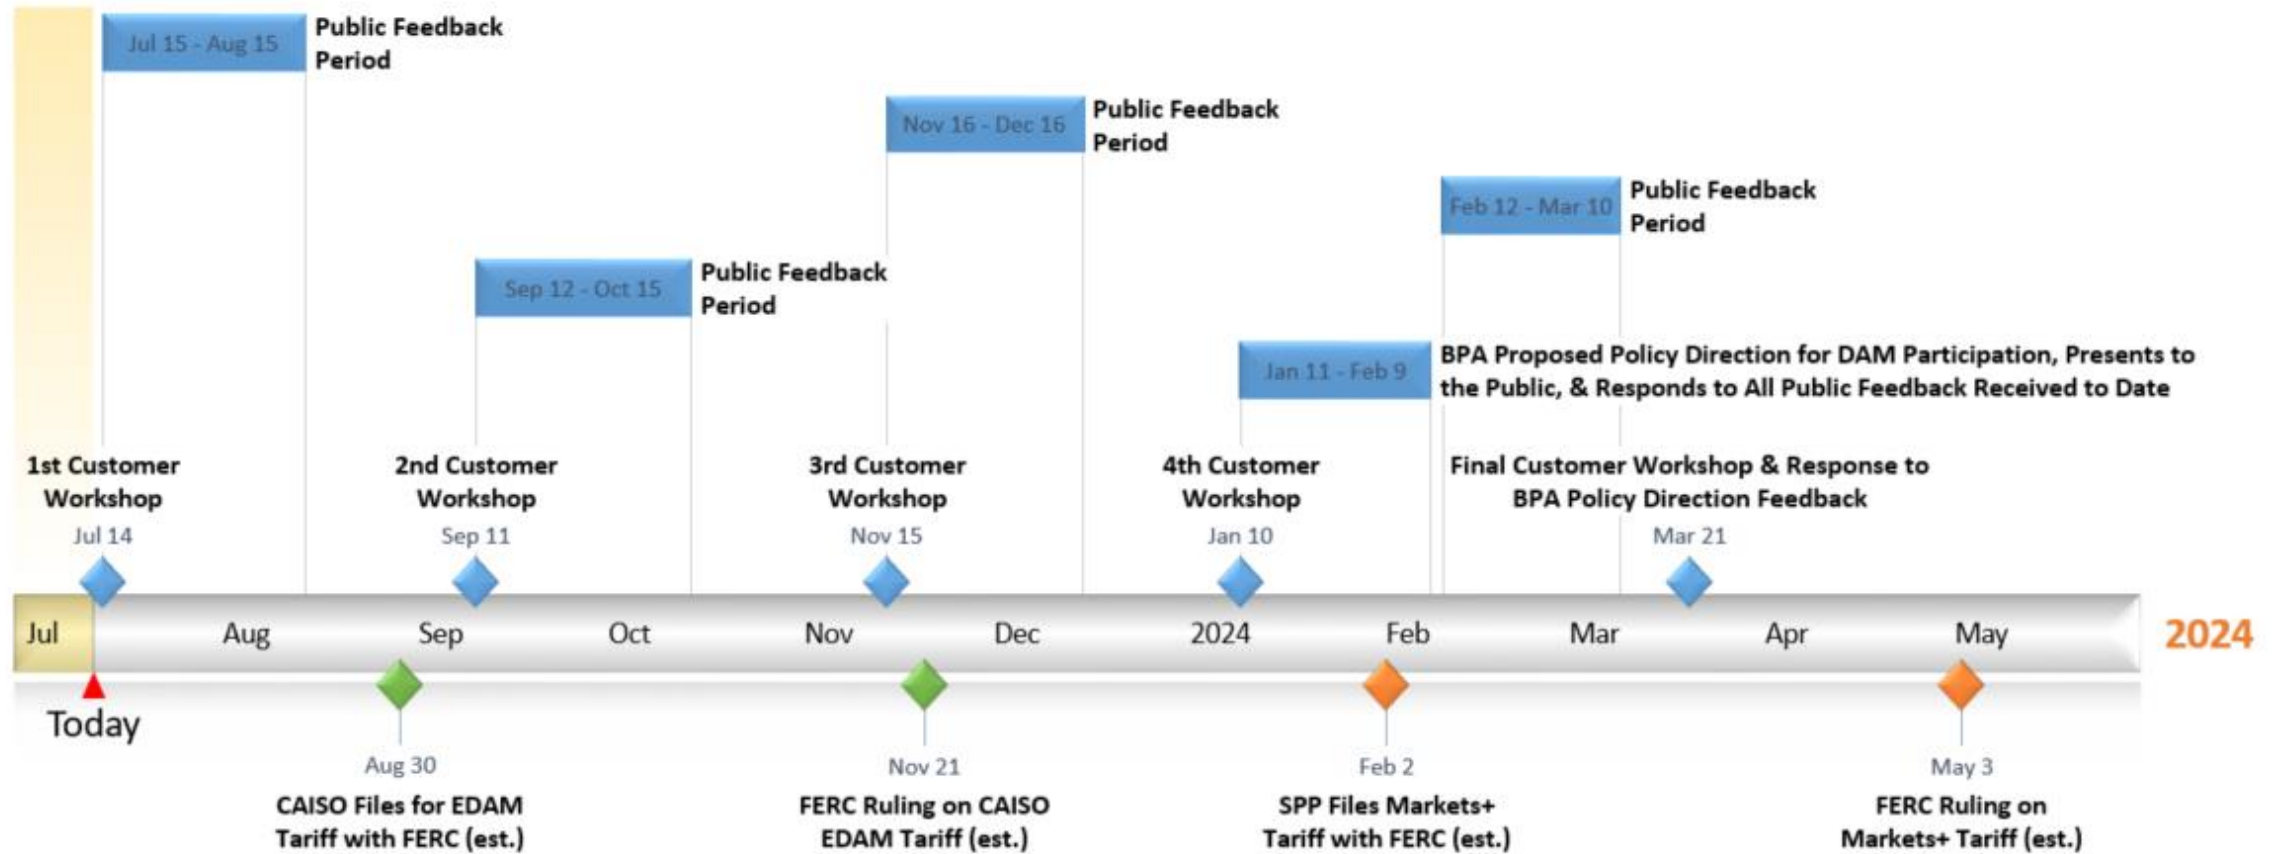 Jul 15 - Aug 15
Public Feedback
Period
Nov 16 - Dec 16
Public Feedback
Period
Feb 12 - Mar 10
Public Feedback
Period
Sep 12 - Oct 15
Public Feedback
Period
Jan 11 - Feb 9
BPA Proposed Policy Direction for DAM Participation, Presents to
the Public, & Responds to All Public Feedback Received to Date
1st Customer
Workshop
Jul 14
2nd Customer
Workshop
Sep 11
3rd Customer
Workshop
Nov 15
4th Customer
Workshop
Jan 10
Final Customer Workshop & Response to
BPA Policy Direction Feedback
Mar 21
Jul Aug Sep Oct Nov Dec 2024 Feb Mar Apr May 2024
Today
Aug 30
CAISO Files for EDAM
Tariff with FERC (est.)
Nov 21
FERC Ruling on CAISO
EDAM Tariff (est.)
Feb 2
SPP Files Markets+
Tariff with FERC (est.)
May 3
FERC Ruling on
Markets+ Tariff (est.)